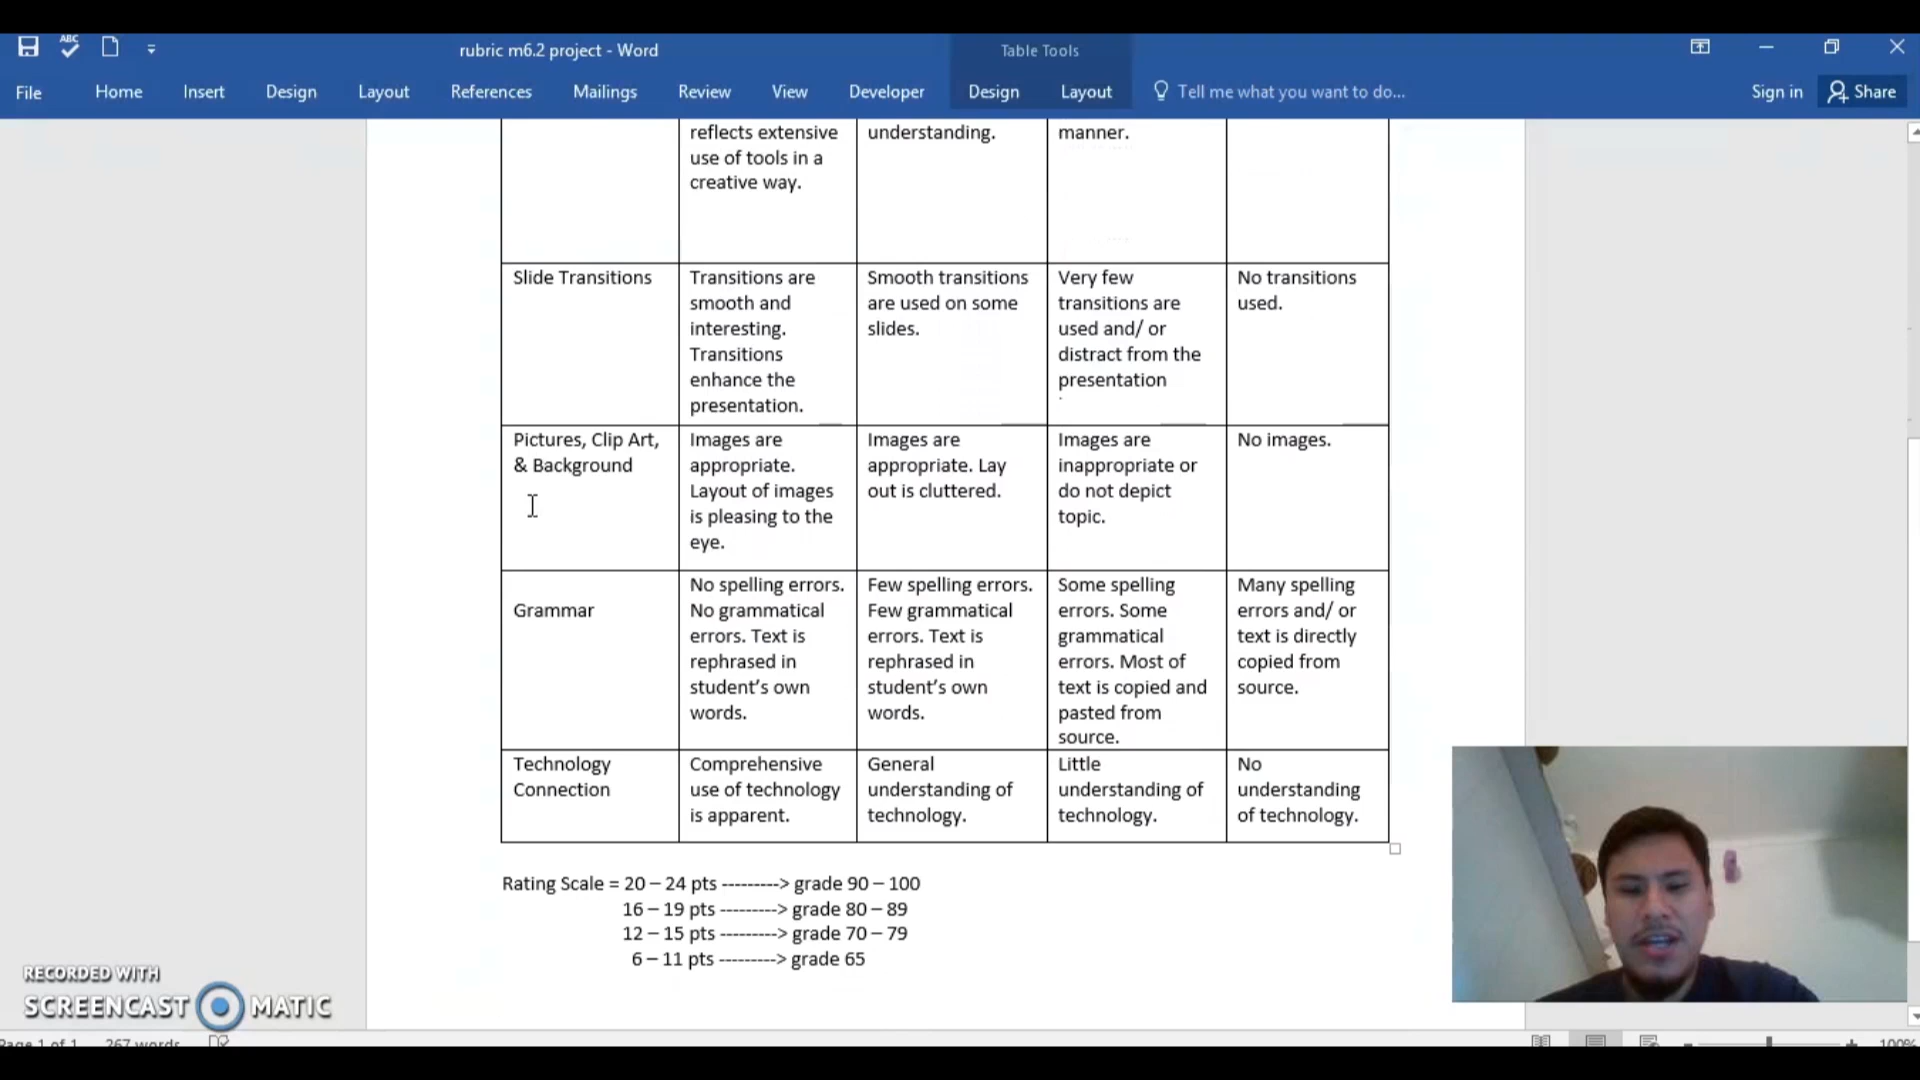 rubric m6.2 project - Word
Table Tools
File Home Insert Design Layout References Mailings Review View Developer Design Layout Tell me what you want to do... Sign in Share
reflects extensive
use of tools in a
creative way.
understanding.
manner.
Slide Transitions
Transitions are
smooth and
interesting.
Transitions
enhance the
presentation.
Smooth transitions
are used on some
slides.
Very few
transitions are
used and/ or
distract from the
presentation
No transitions
used.
Pictures, Clip Art,
& Background
Images are
appropriate.
Layout of images
is pleasing to the
eye.
Images are
appropriate. Lay
out is cluttered.
Images are
inappropriate or
do not depict
topic.
No images.
Grammar
No spelling errors.
No grammatical
errors. Text is
rephrased in
student’s own
words.
Few spelling errors.
Few grammatical
errors. Text is
rephrased in
student’s own
words.
Some spelling
errors. Some
grammatical
errors. Most of
text is copied and
pasted from
source.
Many spelling
errors and/ or
text is directly
copied from
source.
Technology
Connection
Comprehensive
use of technology
is apparent.
General
understanding of
technology.
Little
understanding of
technology.
No
understanding
of technology.
Rating Scale = 20 – 24 pts ---------> grade 90 – 100
16 – 19 pts ---------> grade 80 – 89
12 – 15 pts ---------> grade 70 – 79
6 – 11 pts ---------> grade 65
RECORDED WITH
SCREENCAST MATIC
Page 1 of 1 267 words 100%